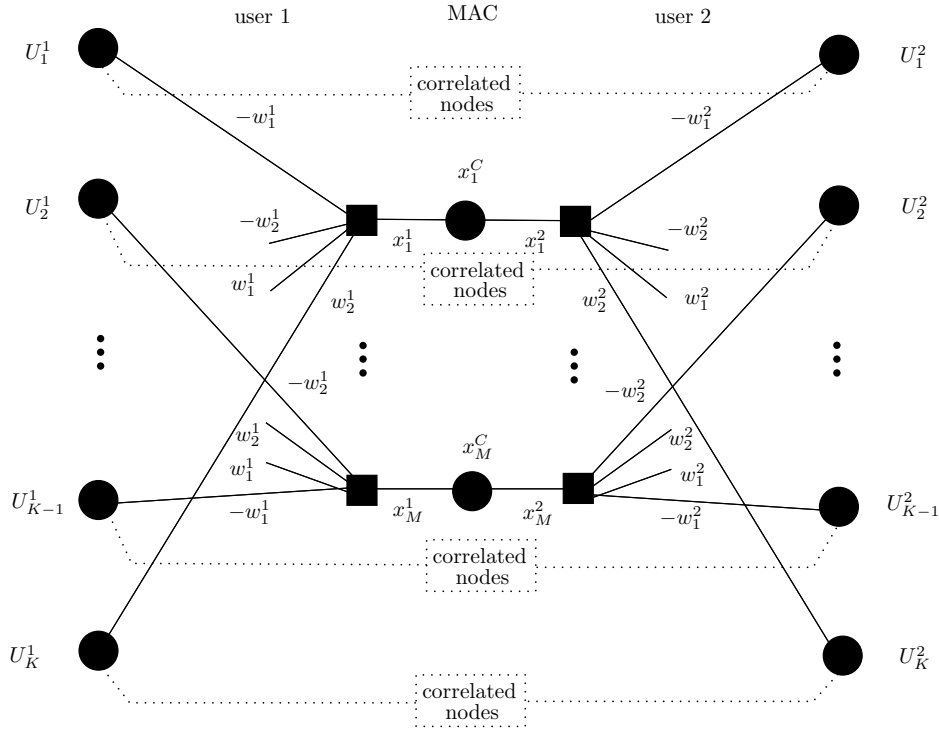 user 1 MAC user 2
U_1^1 U_1^2
correlated
nodes
-w_1^1 -w_1^2
x_1^C
U_2^1 U_2^2
-w_2^1 -w_2^2
x_1^1 x_1^2
correlated
nodes
w_1^1 w_1^2
w_2^1 w_2^2
-w_2^1 -w_2^2
w_2^1 x_M^C w_2^2
w_1^1 w_1^2
U_{K-1}^1 U_{K-1}^2
-w_1^1 x_M^1 x_M^2 -w_1^2
correlated
nodes
U_K^1 U_K^2
correlated
nodes